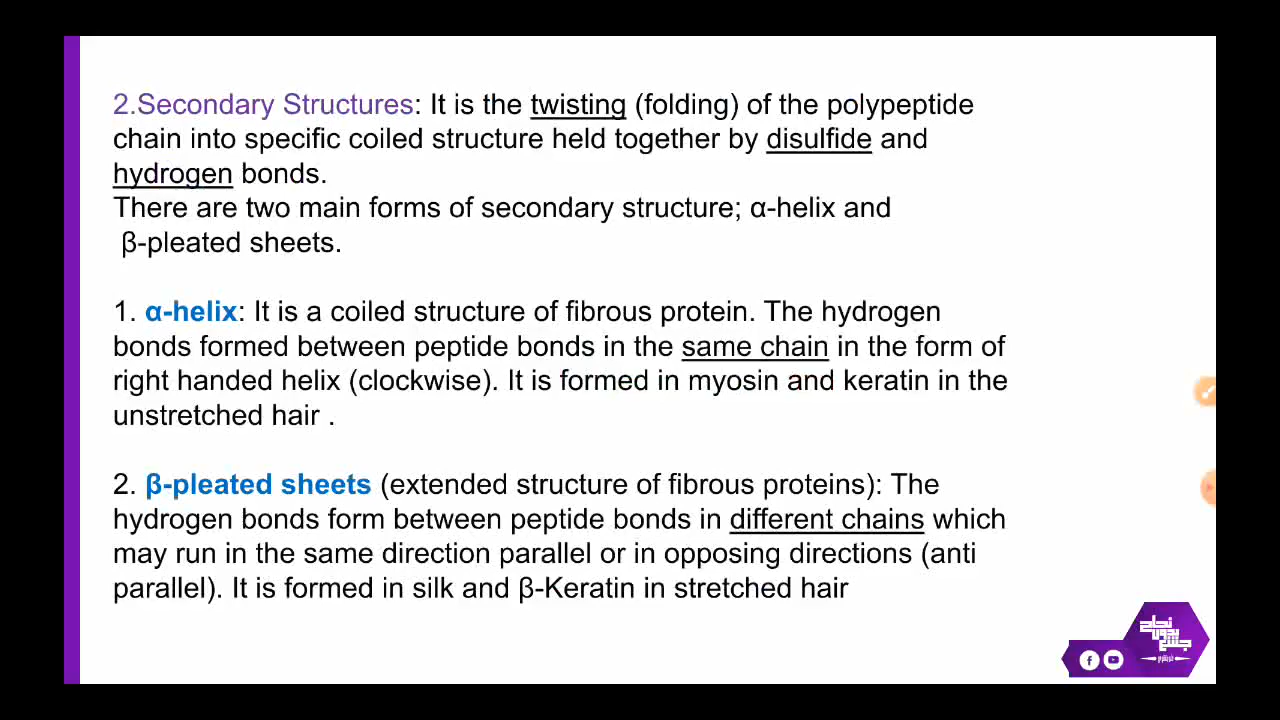 2.Secondary Structures: It is the twisting (folding) of the polypeptide
chain into specific coiled structure held together by disulfide and
hydrogen bonds.
There are two main forms of secondary structure; α-helix and
β-pleated sheets.
1. α-helix: It is a coiled structure of fibrous protein. The hydrogen
bonds formed between peptide bonds in the same chain in the form of
right handed helix (clockwise). It is formed in myosin and keratin in the
unstretched hair .
2. β-pleated sheets (extended structure of fibrous proteins): The
hydrogen bonds form between peptide bonds in different chains which
may run in the same direction parallel or in opposing directions (anti
parallel). It is formed in silk and β-Keratin in stretched hair
نجاح
بدون